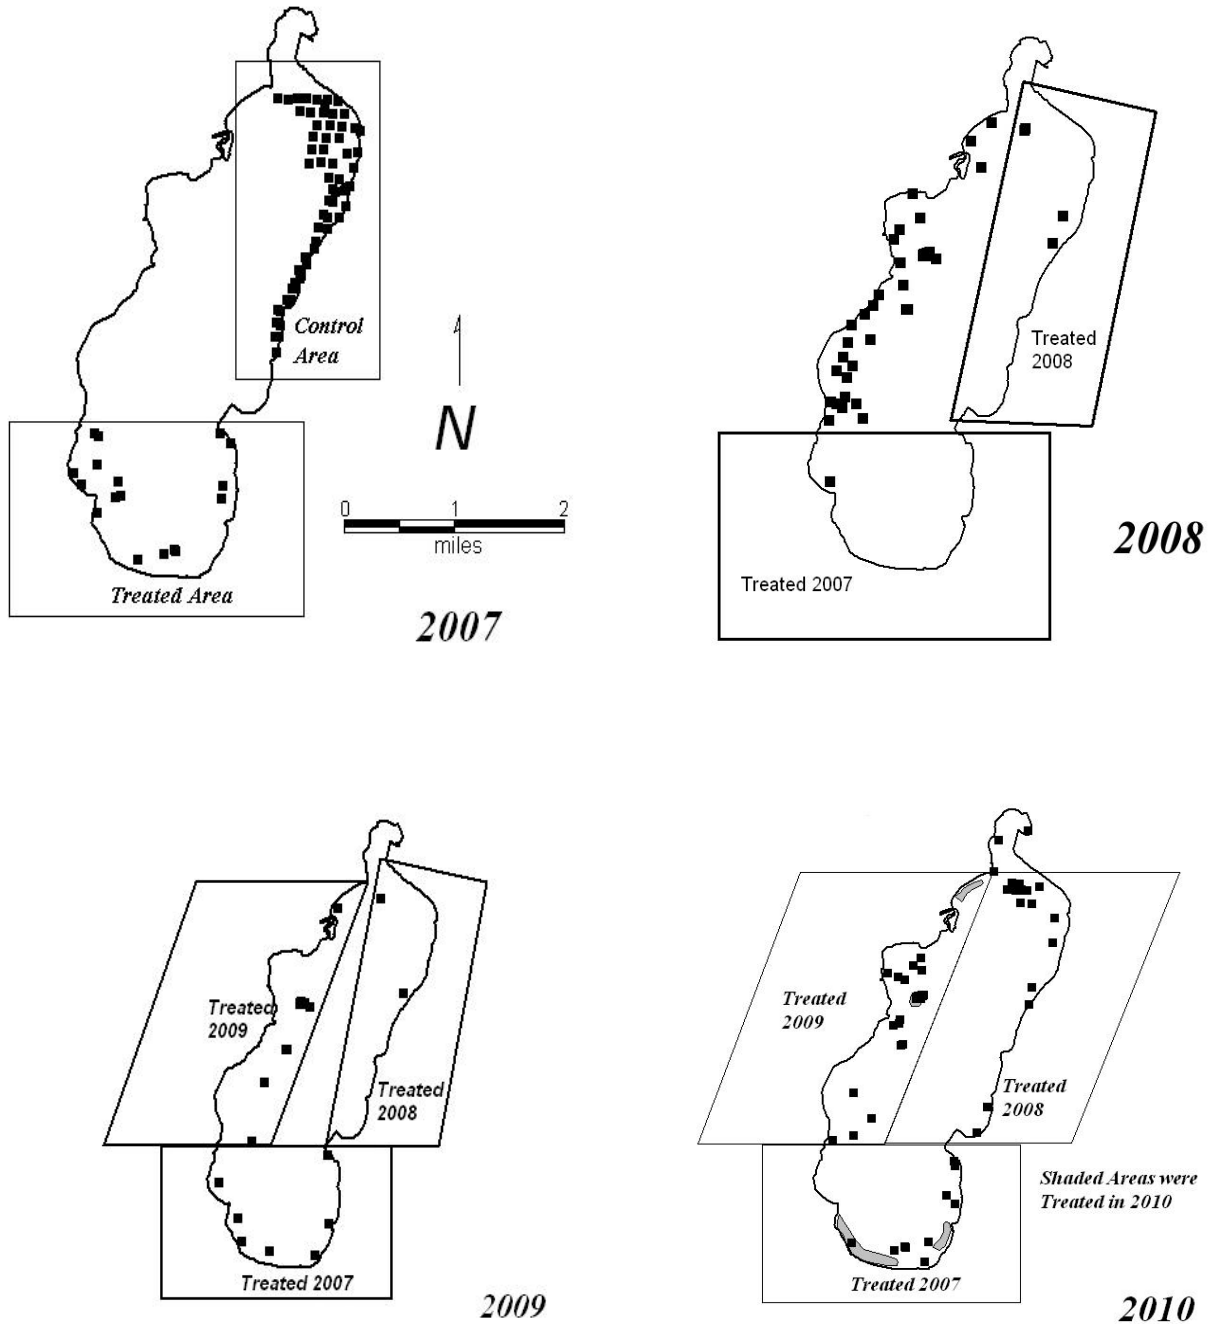 Control
Area
N
0 1 2
miles
Treated Area
2007
Treated
2008
2008
Treated 2007
Treated
2009
Treated
2008
Treated 2007
2009
Treated
2009
Treated
2008
Shaded Areas were
Treated in 2010
Treated 2007
2010